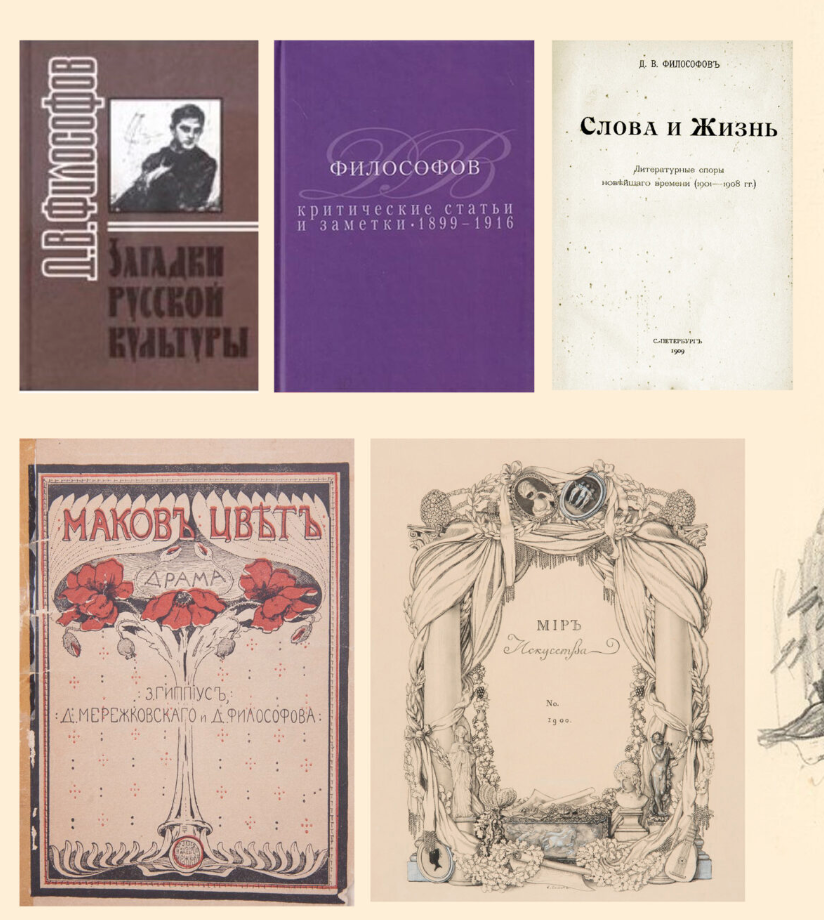 Д.В.Философов
Загадки
русской
культуры
ДВ
ФИЛОСОФОВ
критические статьи
и заметки·1899–1916
Д. В. ФИЛОСОФОВЪ
Слова и Жизнь
Литературные споры
новѣйшаго времени (1901—1908 гг.)
С.-ПЕТЕРБУРГЪ
1909
МАКОВЪ ЦВѢТЪ
ДРАМА
З.ГИППІУСЪ
Д.МЕРЕЖКОВСКАГО и Д.ФИЛОСОФОВА
МІРЪ
Искусства
No.
1900.